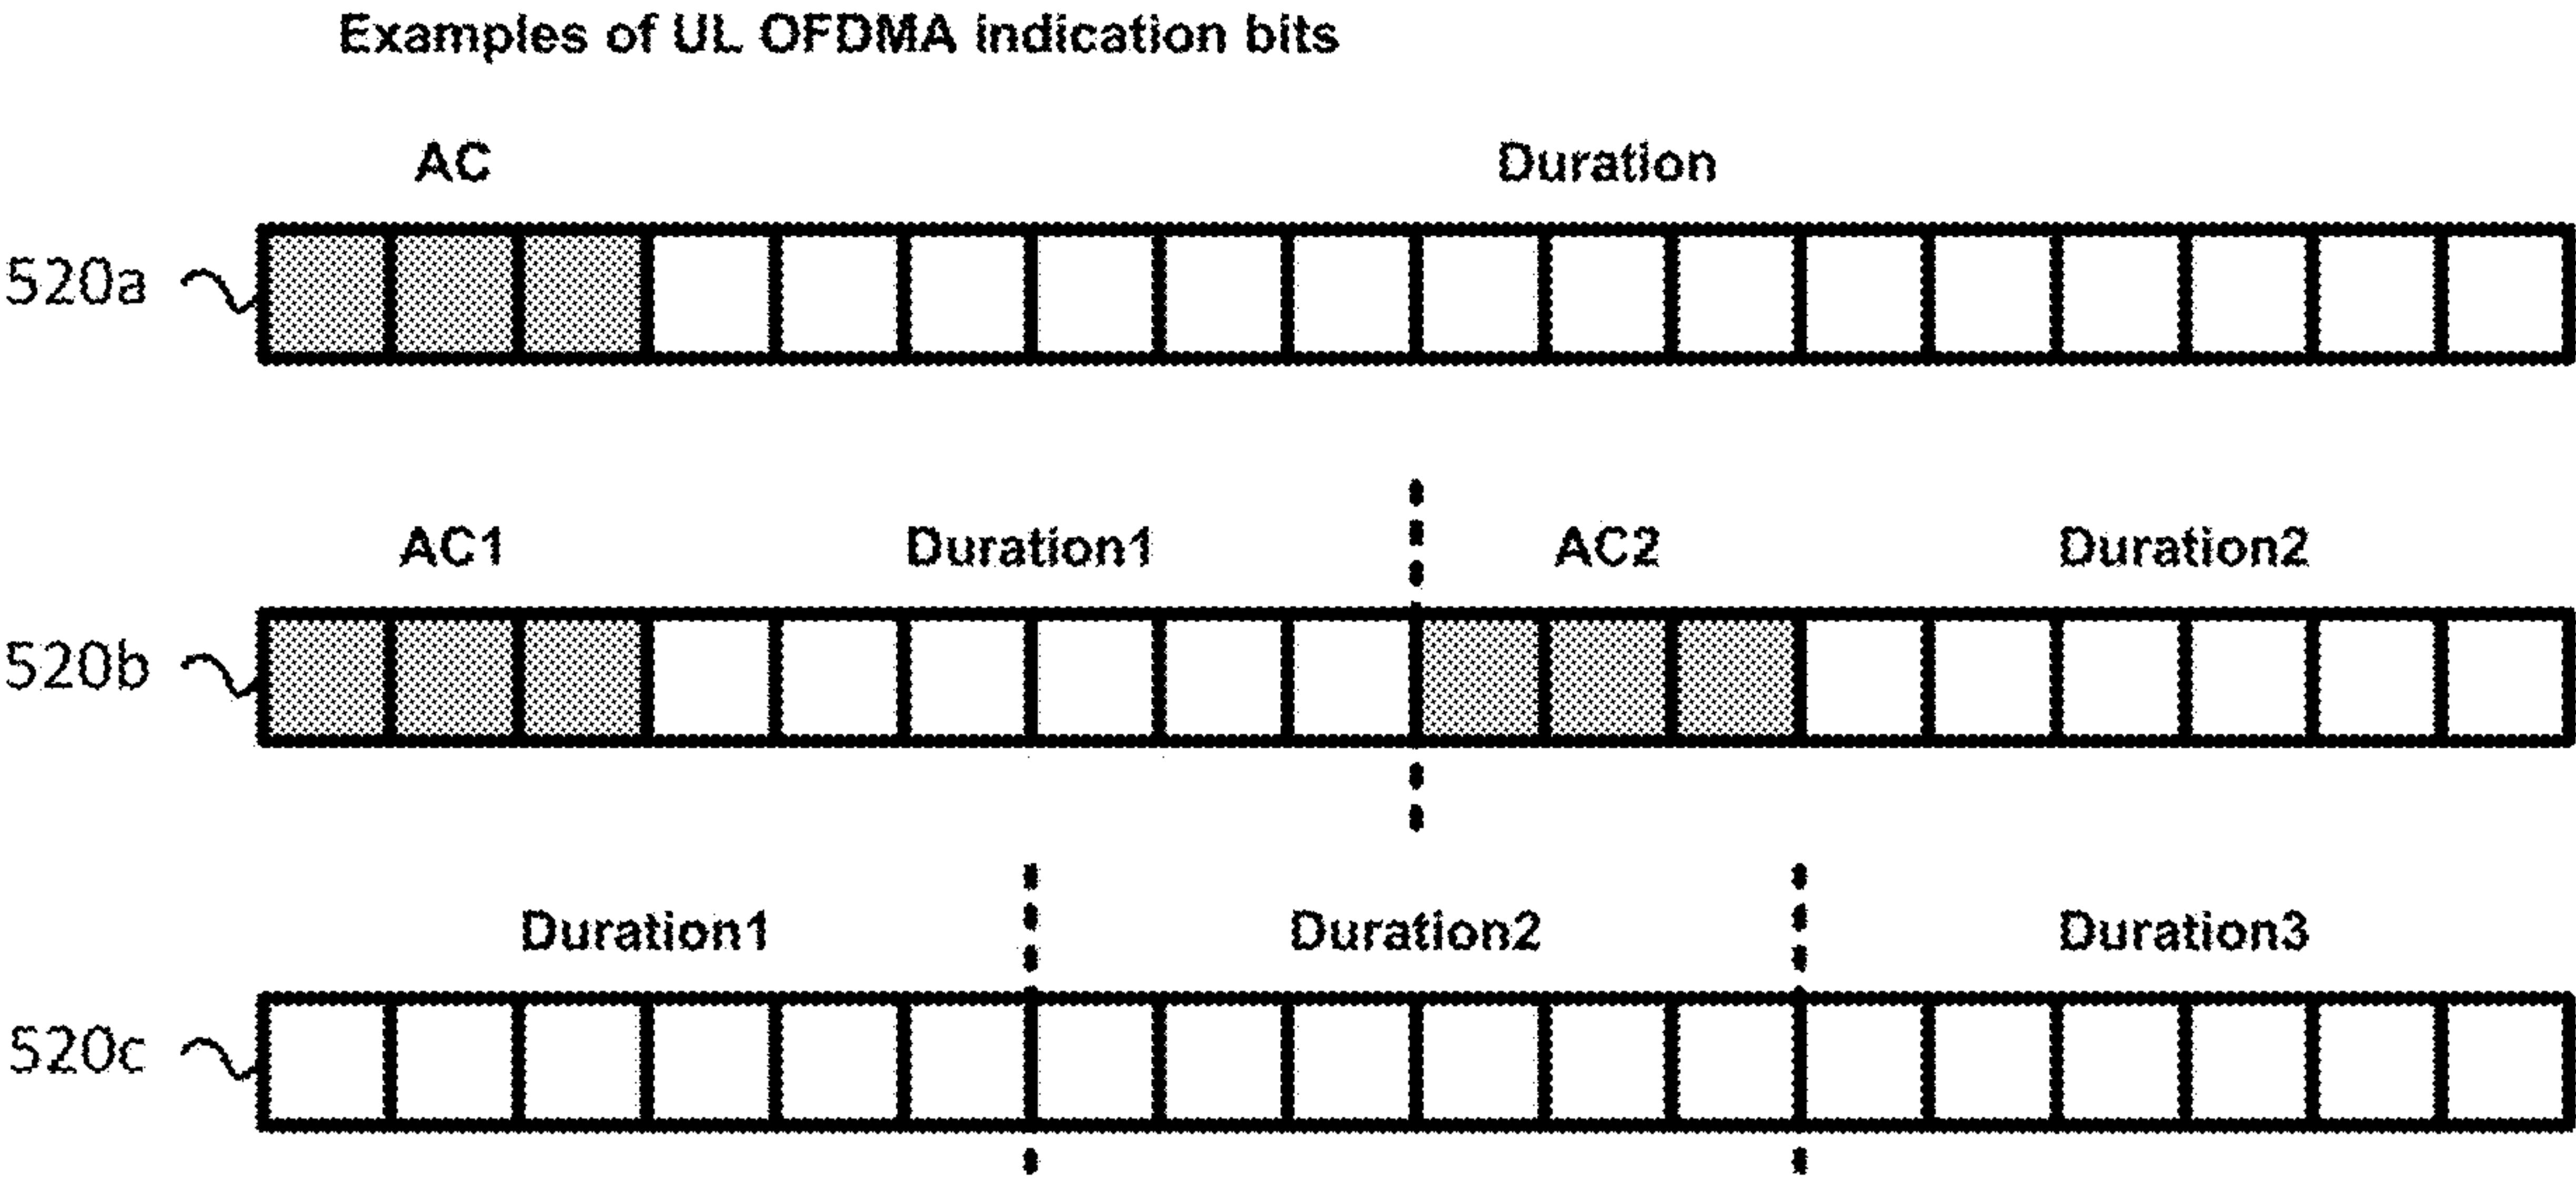 Examples of UL OFDMA indication bits
AC Duration
520a
AC1 Duration1 AC2 Duration2
520b
Duration1 Duration2 Duration3
520c